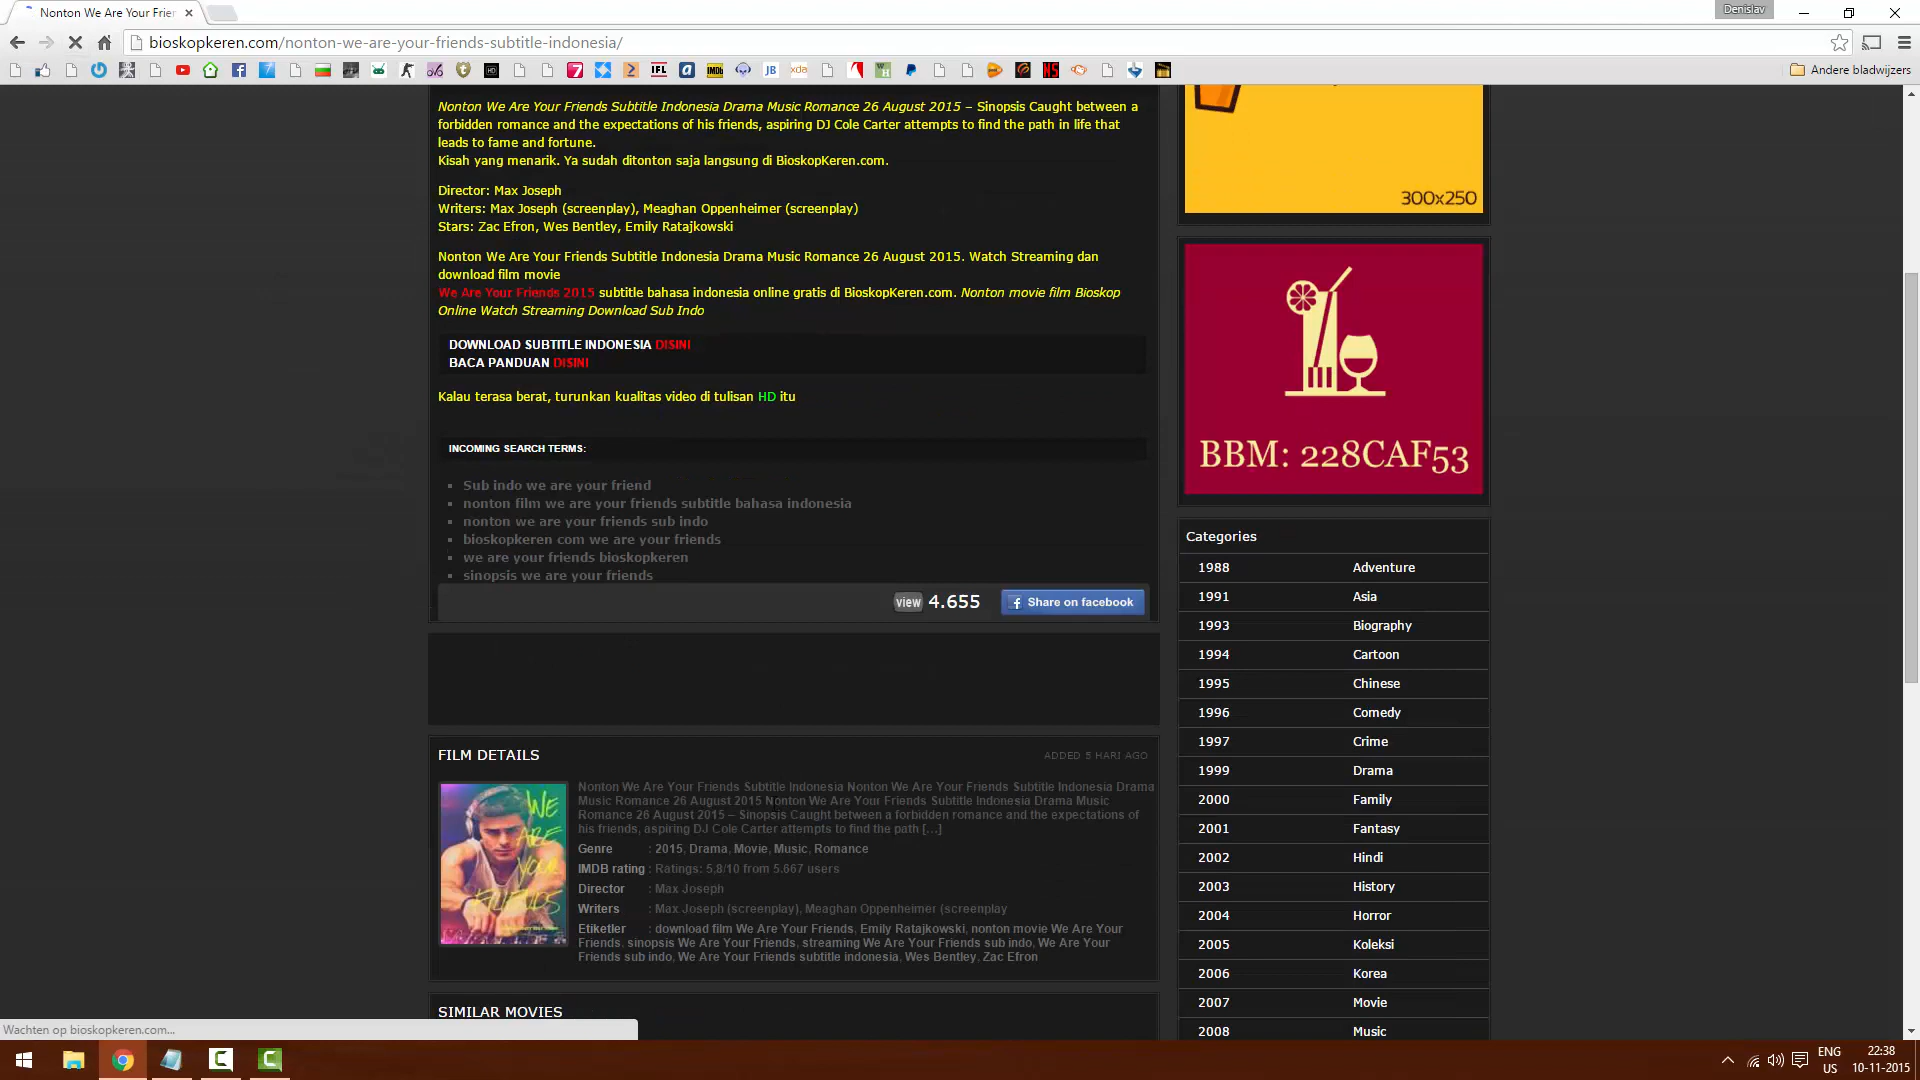 Nonton We Are Your Frier
Denislav
bioskopkeren.com/nonton-we-are-your-friends-subtitle-indonesia/
IFL
IMDb
JB
xda
Andere bladwijzers
Nonton We Are Your Friends Subtitle Indonesia Drama Music Romance 26 August 2015 – Sinopsis Caught between a
forbidden romance and the expectations of his friends, aspiring DJ Cole Carter attempts to find the path in life that
leads to fame and fortune.
Kisah yang menarik. Ya sudah ditonton saja langsung di BioskopKeren.com.
Director: Max Joseph
Writers: Max Joseph (screenplay), Meaghan Oppenheimer (screenplay)
Stars: Zac Efron, Wes Bentley, Emily Ratajkowski
Nonton We Are Your Friends Subtitle Indonesia Drama Music Romance 26 August 2015. Watch Streaming dan
download film movie
We Are Your Friends 2015 subtitle bahasa indonesia online gratis di BioskopKeren.com. Nonton movie film Bioskop
Online Watch Streaming Download Sub Indo
DOWNLOAD SUBTITLE INDONESIA DISINI
BACA PANDUAN DISINI
Kalau terasa berat, turunkan kualitas video di tulisan HD itu
INCOMING SEARCH TERMS:
Sub indo we are your friend
nonton film we are your friends subtitle bahasa indonesia
nonton we are your friends sub indo
bioskopkeren com we are your friends
we are your friends bioskopkeren
sinopsis we are your friends
view 4.655 Share on facebook
FILM DETAILS
ADDED 5 HARI AGO
WE
ARE
YOUR
FRIENDS
Nonton We Are Your Friends Subtitle Indonesia Nonton We Are Your Friends Subtitle Indonesia Drama
Music Romance 26 August 2015 Nonton We Are Your Friends Subtitle Indonesia Drama Music
Romance 26 August 2015 – Sinopsis Caught between a forbidden romance and the expectations of
his friends, aspiring DJ Cole Carter attempts to find the path [...]
Genre : 2015, Drama, Movie, Music, Romance
IMDB rating : Ratings: 5.8/10 from 5.667 users
Director : Max Joseph
Writers : Max Joseph (screenplay), Meaghan Oppenheimer (screenplay
Etiketler : download film We Are Your Friends, Emily Ratajkowski, nonton movie We Are Your
Friends, sinopsis We Are Your Friends, streaming We Are Your Friends sub indo, We Are Your
Friends sub indo, We Are Your Friends subtitle indonesia, Wes Bentley, Zac Efron
SIMILAR MOVIES
300x250
BBM: 228CAF53
Categories
1988 Adventure
1991 Asia
1993 Biography
1994 Cartoon
1995 Chinese
1996 Comedy
1997 Crime
1999 Drama
2000 Family
2001 Fantasy
2002 Hindi
2003 History
2004 Horror
2005 Koleksi
2006 Korea
2007 Movie
2008 Music
Wachten op bioskopkeren.com...
ENG
US
22:38
10-11-2015